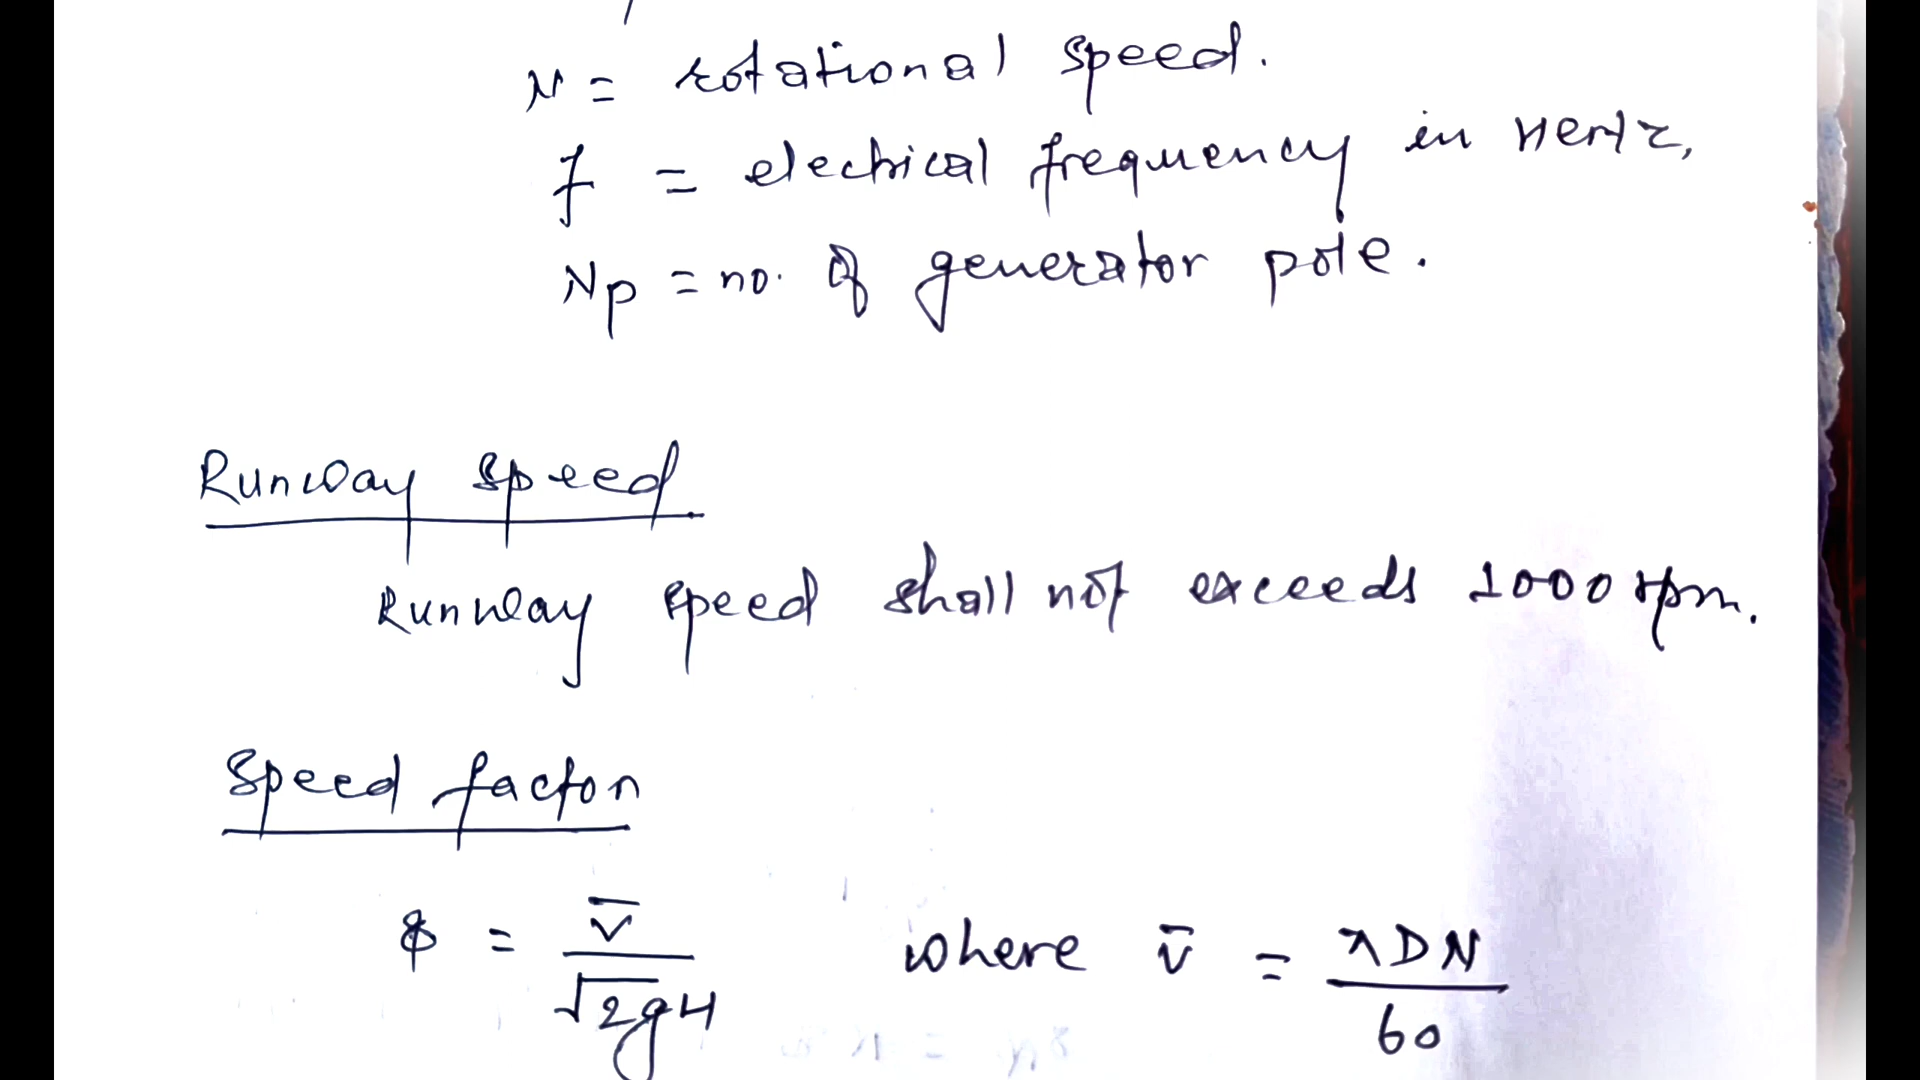 N = rotational speed.
f = electrical frequency in Hertz,
Np = no. of generator pole.
Runway speed
Runway speed shall not exceeds 1000 rpm.
Speed factor
ϕ = v̅ / √2gH where v̅ = πDN / 60